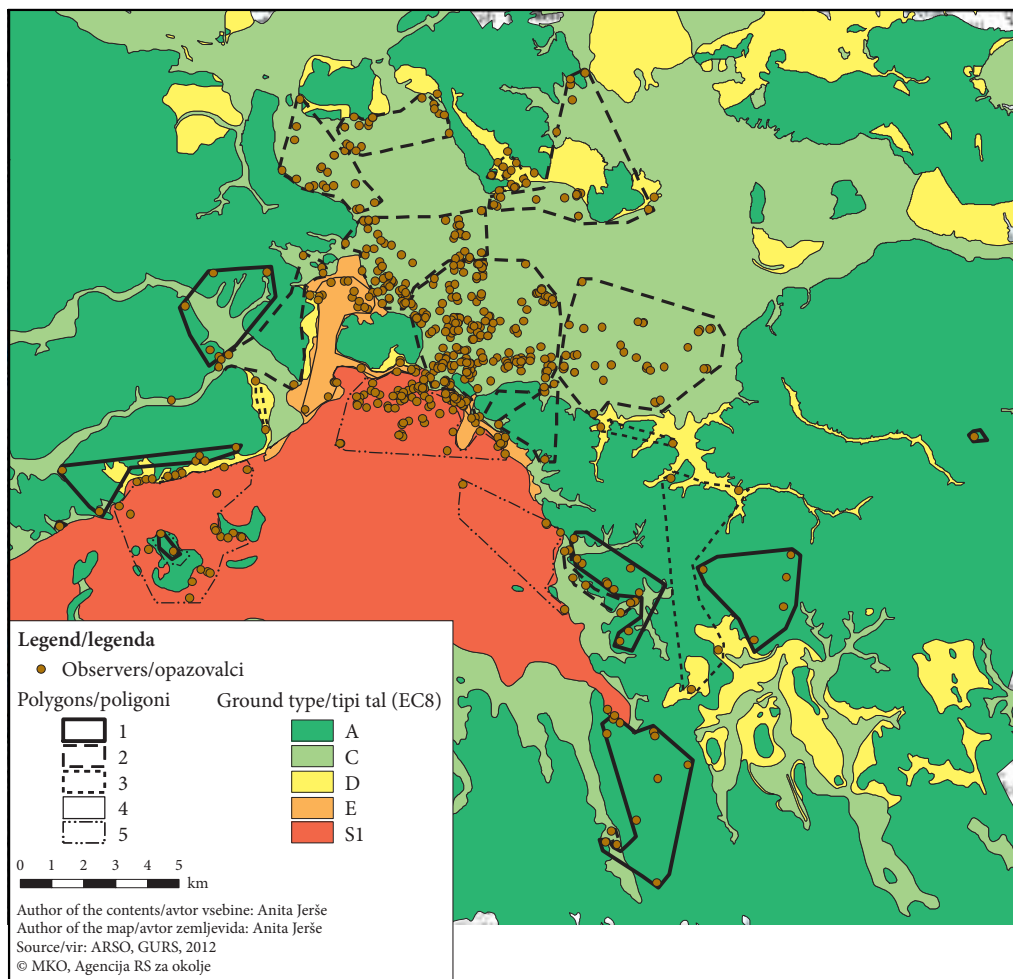 Legend/legenda
Observers/opazovalci
Polygons/poligoni
1
2
3
4
5
Ground type/tipi tal (EC8)
A
C
D
E
S1
0 1 2 3 4 5
km
Author of the contents/avtor vsebine: Anita Jerše
Author of the map/avtor zemljevida: Anita Jerše
Source/vir: ARSO, GURS, 2012
© MKO, Agencija RS za okolje